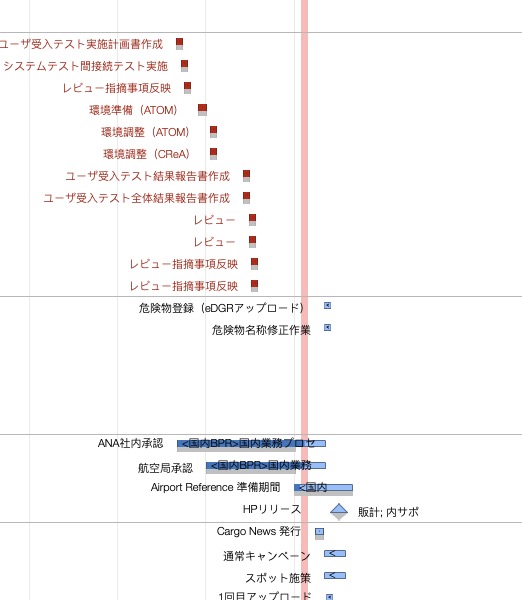 ユーザ受入テスト実施計画書作成
システムテスト間接続テスト実施
レビュー指摘事項反映
環境準備（ATOM）
環境調整（ATOM）
環境調整（CReA）
ユーザ受入テスト結果報告書作成
ユーザ受入テスト全体結果報告書作成
レビュー
レビュー
レビュー指摘事項反映
レビュー指摘事項反映
危険物登録（eDGRアップロード）
危険物名称修正作業
ANA社内承認 <国内BPR>国内業務プロセ
航空局承認 <国内BPR>国内業務
Airport Reference 準備期間 <国内
HPリリース 販計; 内サポ
Cargo News 発行
通常キャンペーン <
スポット施策 <
1回目アップロード